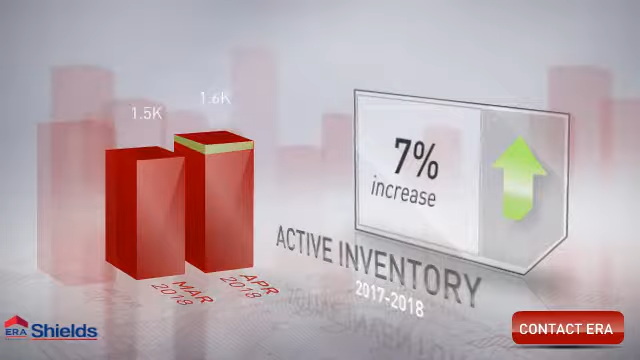 1.5K
1.6K
7%
increase
ACTIVE INVENTORY
2017-2018
MAR
2018
APR
2018
ERA Shields
CONTACT ERA